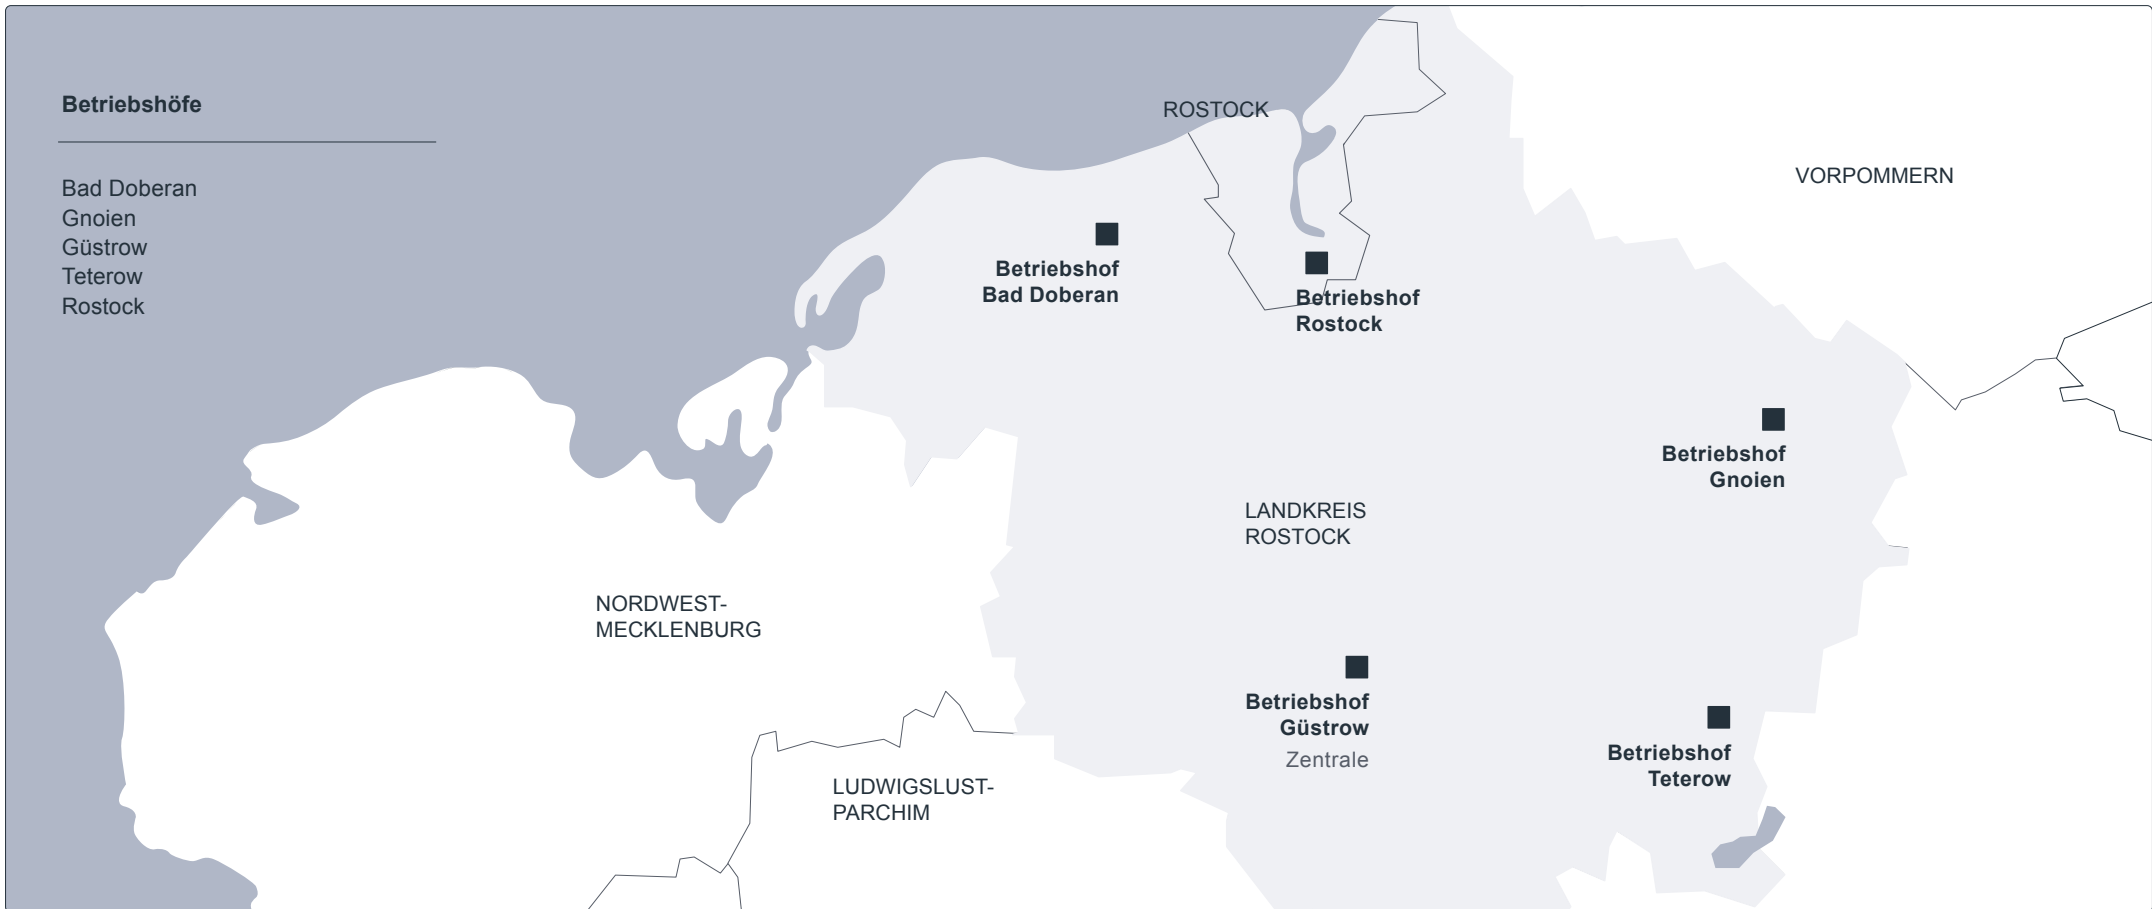 Betriebshöfe
Bad Doberan
Gnoien
Güstrow
Teterow
Rostock
ROSTOCK
VORPOMMERN
Betriebshof
Bad Doberan
Betriebshof
Rostock
Betriebshof
Gnoien
LANDKREIS
ROSTOCK
NORDWEST-
MECKLENBURG
Betriebshof
Güstrow
Zentrale
Betriebshof
Teterow
LUDWIGSLUST-
PARCHIM